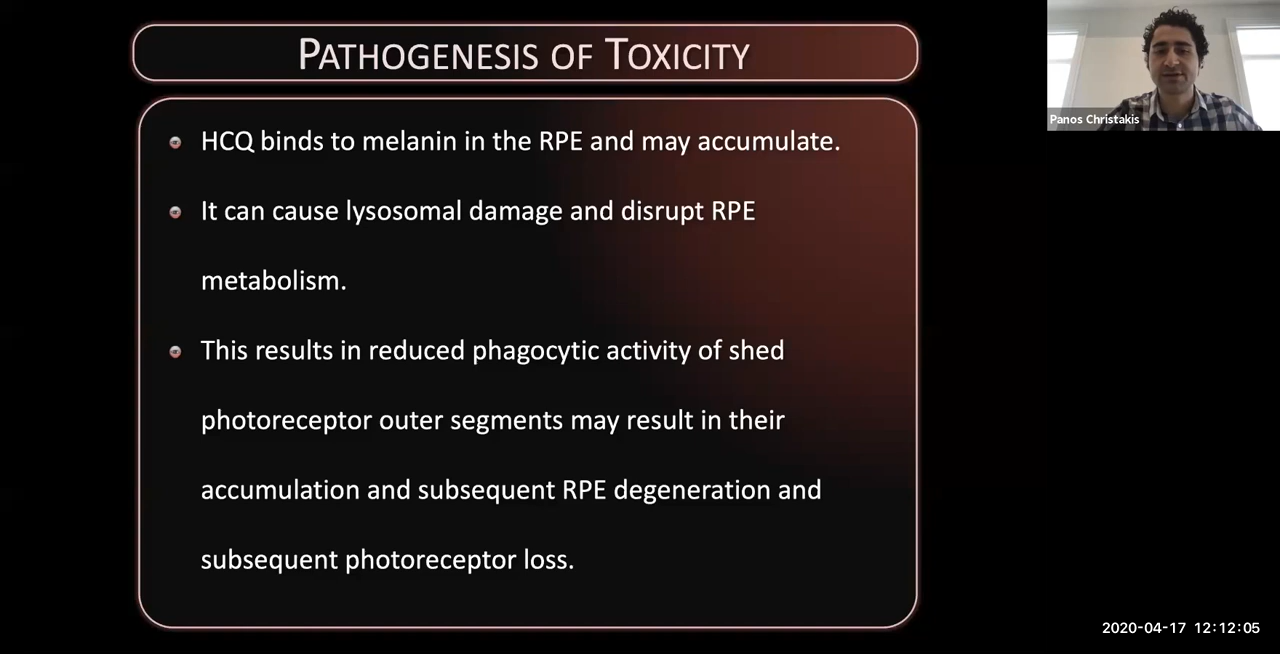 PATHOGENESIS OF TOXICITY
HCQ binds to melanin in the RPE and may accumulate.
It can cause lysosomal damage and disrupt RPE
metabolism.
This results in reduced phagocytic activity of shed
photoreceptor outer segments may result in their
accumulation and subsequent RPE degeneration and
subsequent photoreceptor loss.
Panos Christakis
2020-04-17 12:12:05